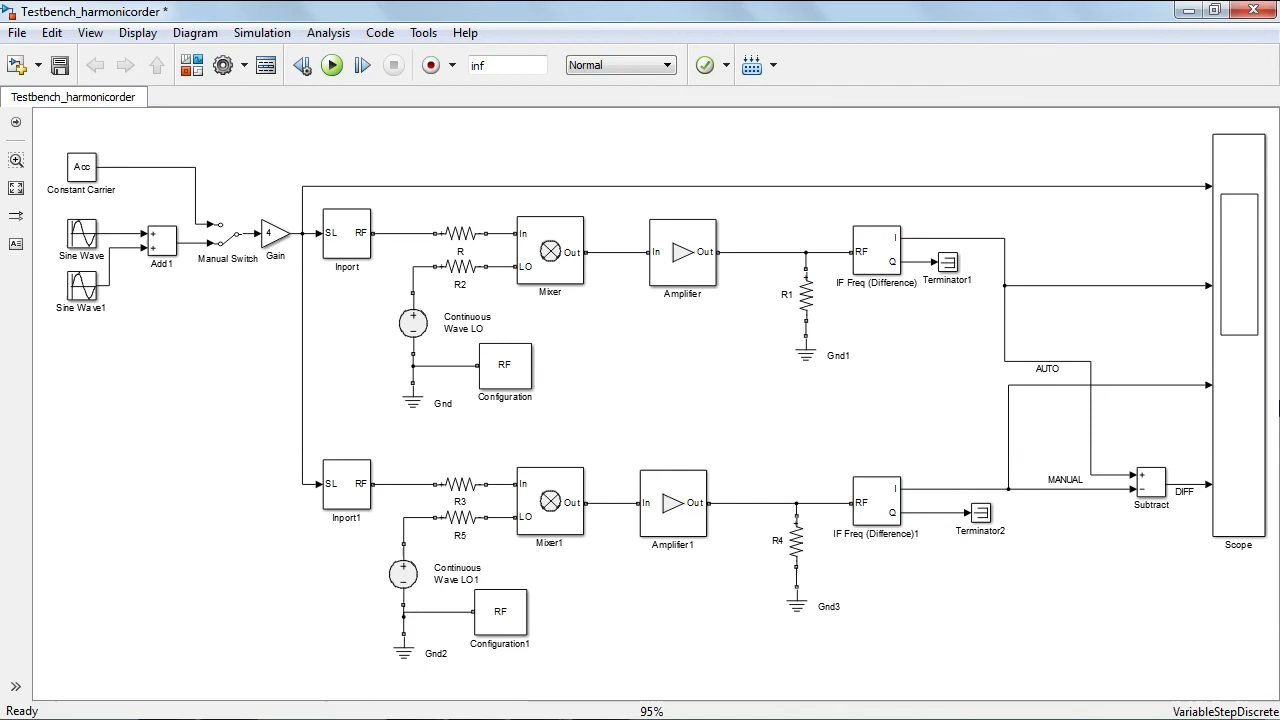 Testbench_harmonicorder *
File Edit View Display Diagram Simulation Analysis Code Tools Help
inf Normal
Testbench_harmonicorder
Acc
Constant Carrier
Sine Wave
Sine Wave1
+
+
Add1
Manual Switch
4
Gain
SL RF
Inport
+ R
+ R2
In
LO
Out
Mixer
In Out
Amplifier
+
R1
Gnd1
RF I
Q
IF Freq (Difference)
Terminator1
+
−
Continuous
Wave LO
RF
Configuration
Gnd
AUTO
SL RF
Inport1
+ R3
+ R5
In
LO
Out
Mixer1
In Out
Amplifier1
+
R4
Gnd3
RF I
Q
IF Freq (Difference)1
Terminator2
MANUAL
+
−
Subtract
DIFF
Scope
+
−
Continuous
Wave LO1
RF
Configuration1
Gnd2
Ready 95% VariableStepDiscrete